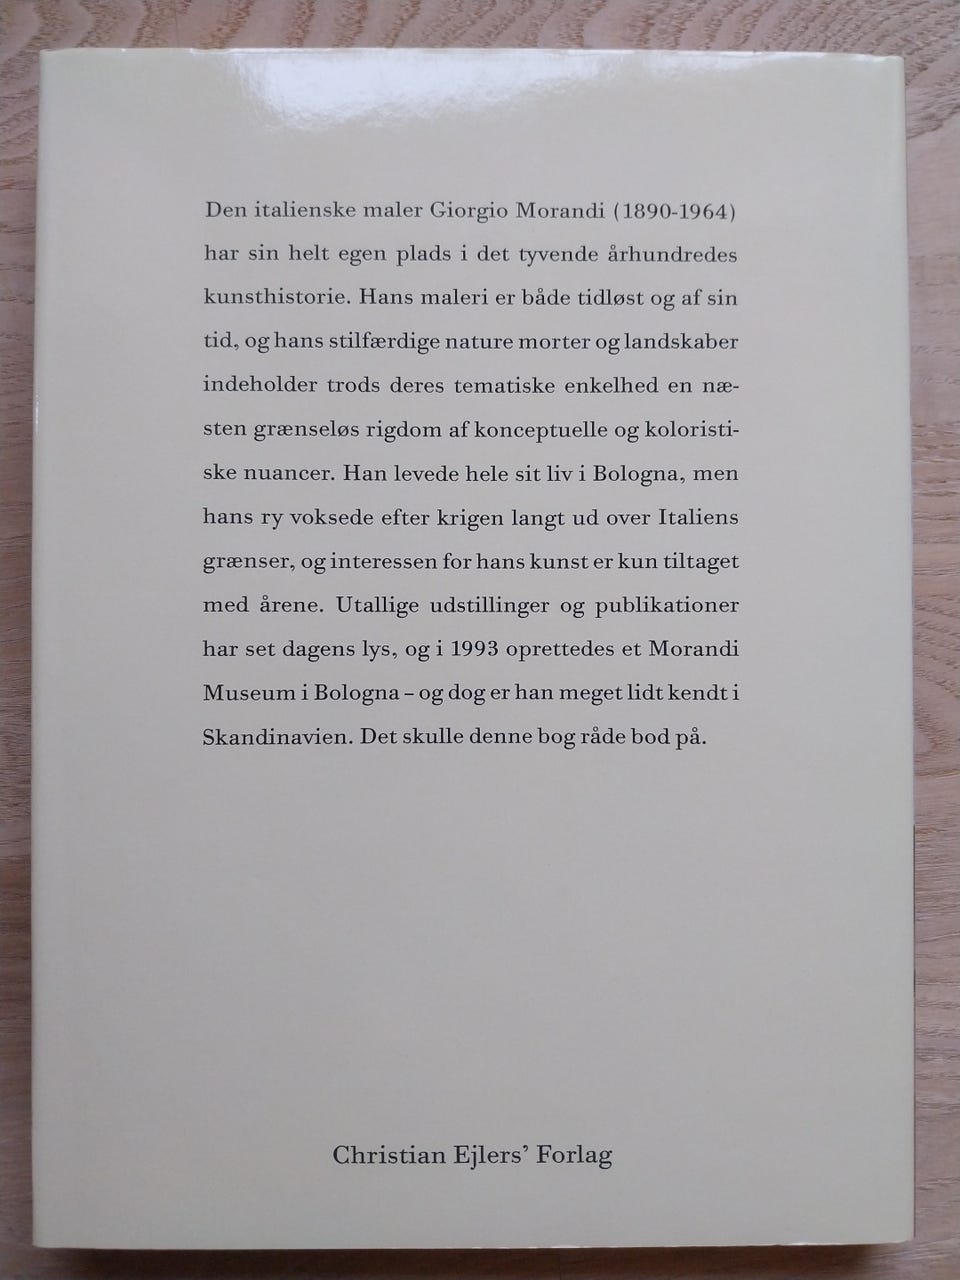 Den italienske maler Giorgio Morandi (1890-1964)
har sin helt egen plads i det tyvende århundredes
kunsthistorie. Hans maleri er både tidløst og af sin
tid, og hans stilfærdige nature morter og landskaber
indeholder trods deres tematiske enkelhed en næ-
sten grænseløs rigdom af konceptuelle og koloristi-
ske nuancer. Han levede hele sit liv i Bologna, men
hans ry voksede efter krigen langt ud over Italiens
grænser, og interessen for hans kunst er kun tiltaget
med årene. Utallige udstillinger og publikationer
har set dagens lys, og i 1993 oprettedes et Morandi
Museum i Bologna – og dog er han meget lidt kendt i
Skandinavien. Det skulle denne bog råde bod på.
Christian Ejlers’ Forlag